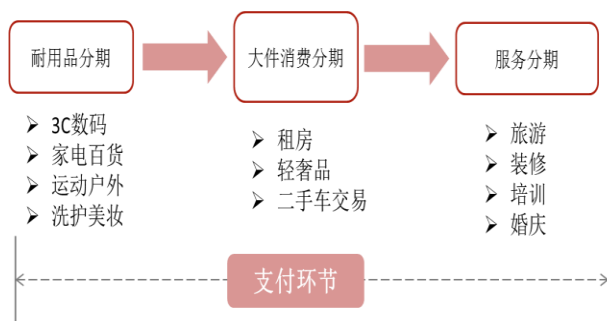 耐用品分期
大件消费分期
服务分期
➢ 3C数码
➢ 家电百货
➢ 运动户外
➢ 洗护美妆
➢ 租房
➢ 轻奢品
➢ 二手车交易
➢ 旅游
➢ 装修
➢ 培训
➢ 婚庆
支付环节